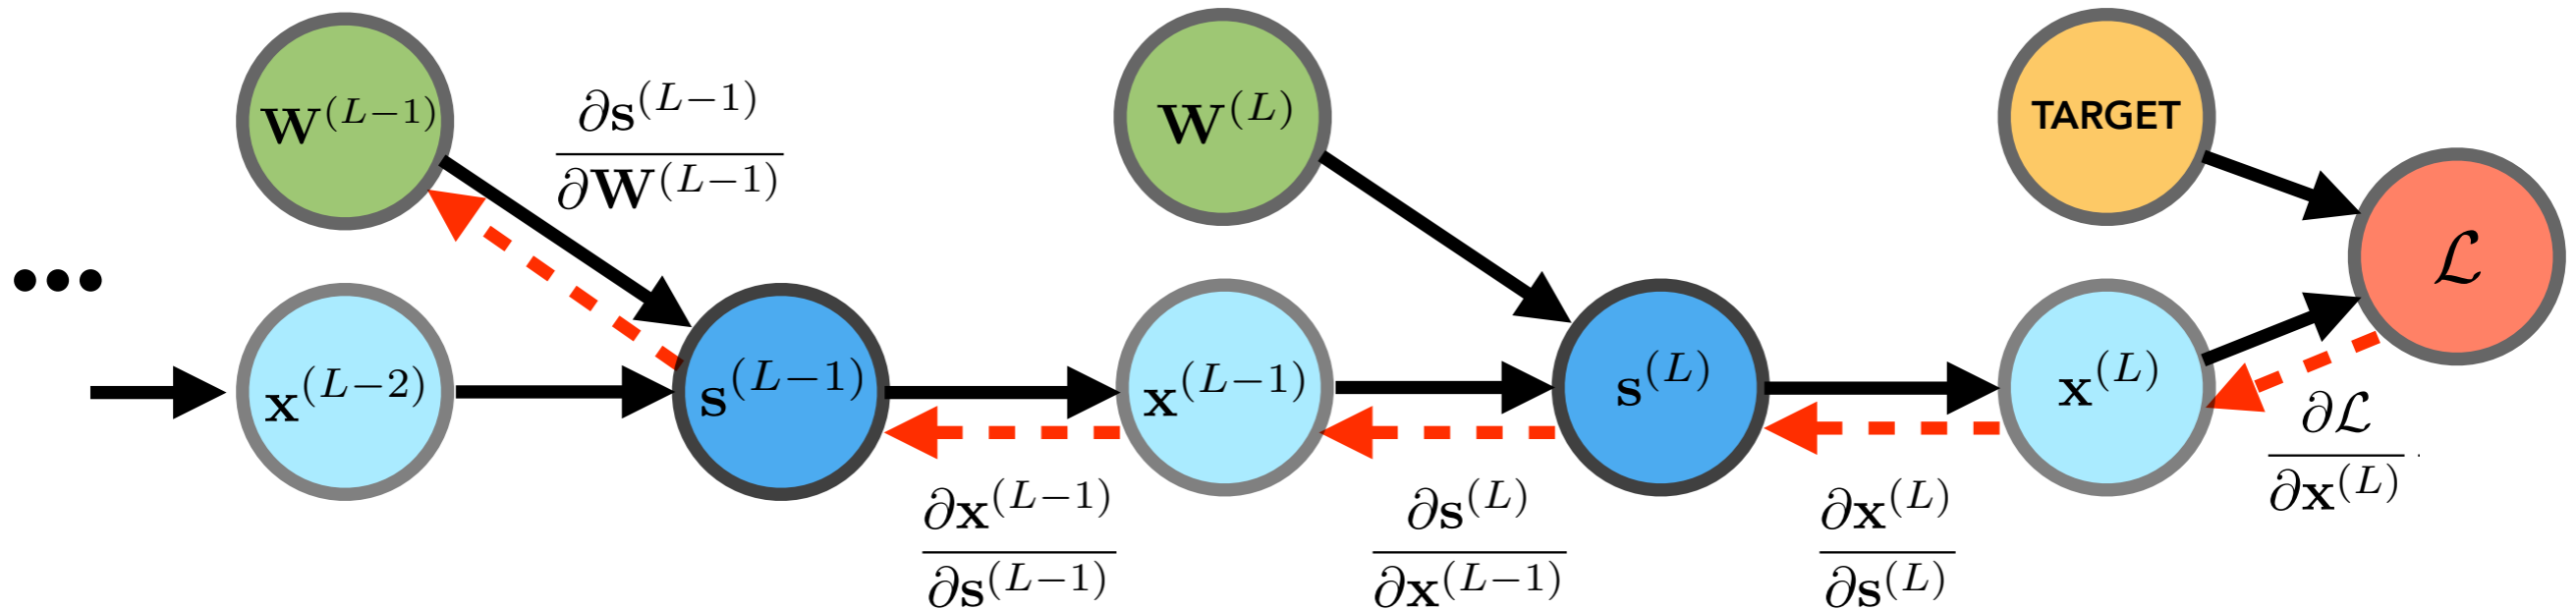 W^(L−1)
∂s^(L−1)
∂W^(L−1)
W^(L)
TARGET
ℒ
•••
x^(L−2)
s^(L−1)
x^(L−1)
s^(L)
x^(L)
∂x^(L−1)
∂s^(L−1)
∂s^(L)
∂x^(L−1)
∂x^(L)
∂s^(L)
∂ℒ
∂x^(L)